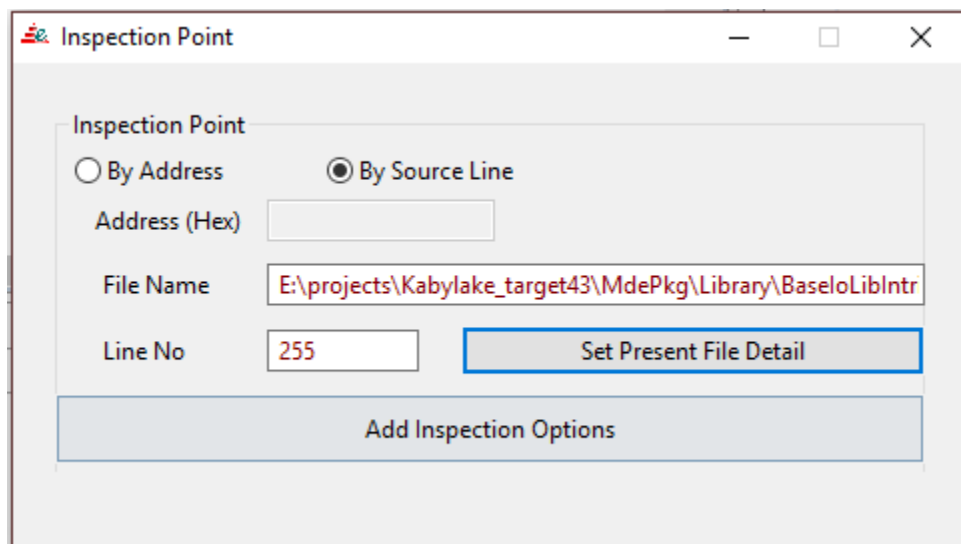 Inspection Point
Inspection Point
By Address By Source Line
Address (Hex)
File Name E:\projects\Kabylake_target43\MdePkg\Library\BaseIoLibIntr
Line No 255 Set Present File Detail
Add Inspection Options